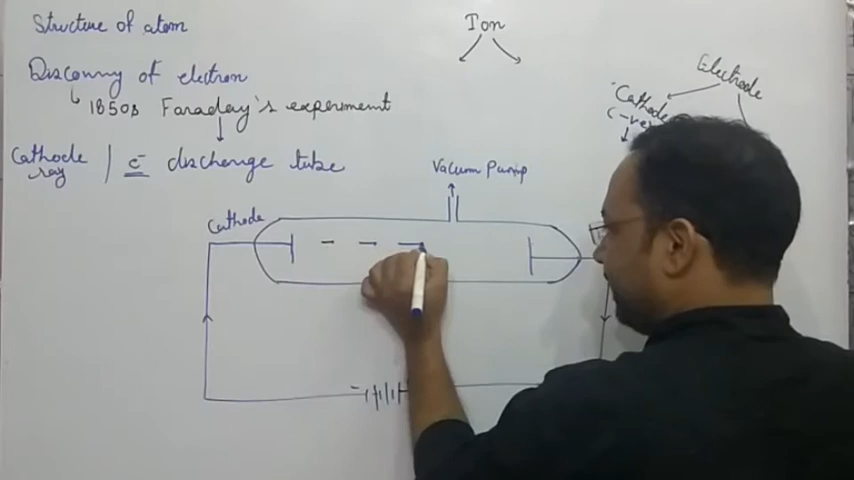 Structure of atom
Ion
Discovery of electron
Electrode
1850s Faraday's experiment
Cathode
(-ve)
Cathode ray | e⁻ discharge tube
Vacuum Pump
Cathode